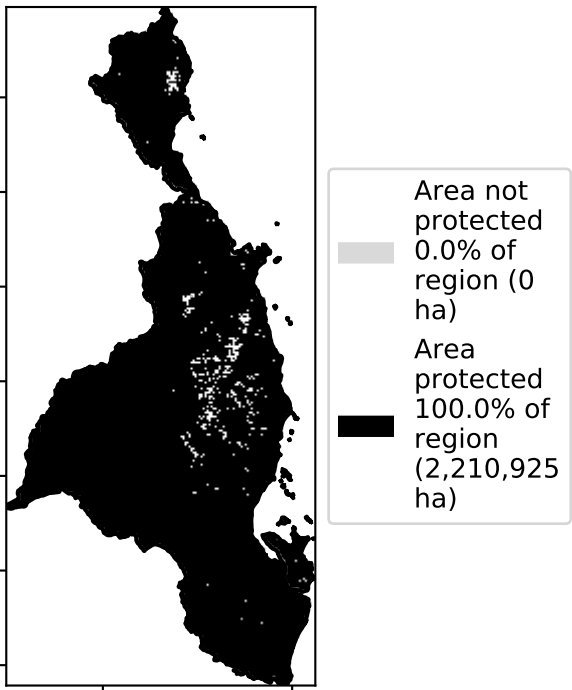 Area not
protected
0.0% of
region (0
ha)
Area
protected
100.0% of
region
(2,210,925
ha)